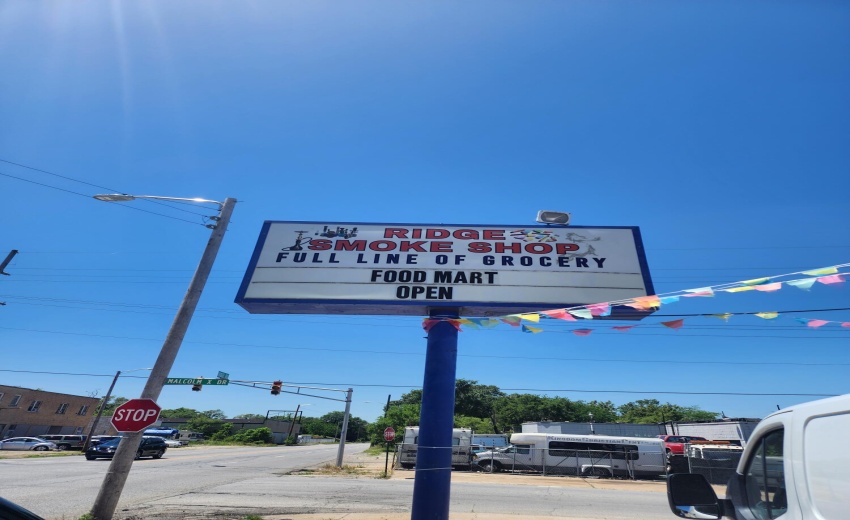 RIDGE
SMOKE SHOP
FULL LINE OF GROCERY
FOOD MART
OPEN
MALCOLM X DR
STOP